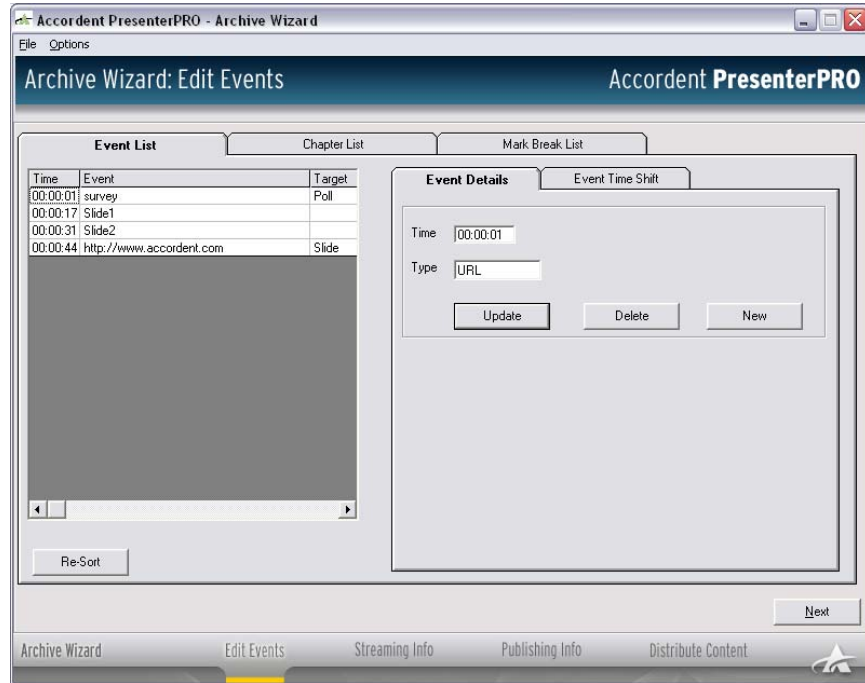 Accordent PresenterPRO - Archive Wizard
File Options
Archive Wizard: Edit Events
Accordent PresenterPRO
Event List Chapter List Mark Break List
Time Event Target
00:00:01 survey Poll
00:00:17 Slide1
00:00:31 Slide2
00:00:44 http://www.accordent.com Slide
Re-Sort
Event Details Event Time Shift
Time 00:00:01
Type URL
Update Delete New
Next
Archive Wizard Edit Events Streaming Info Publishing Info Distribute Content